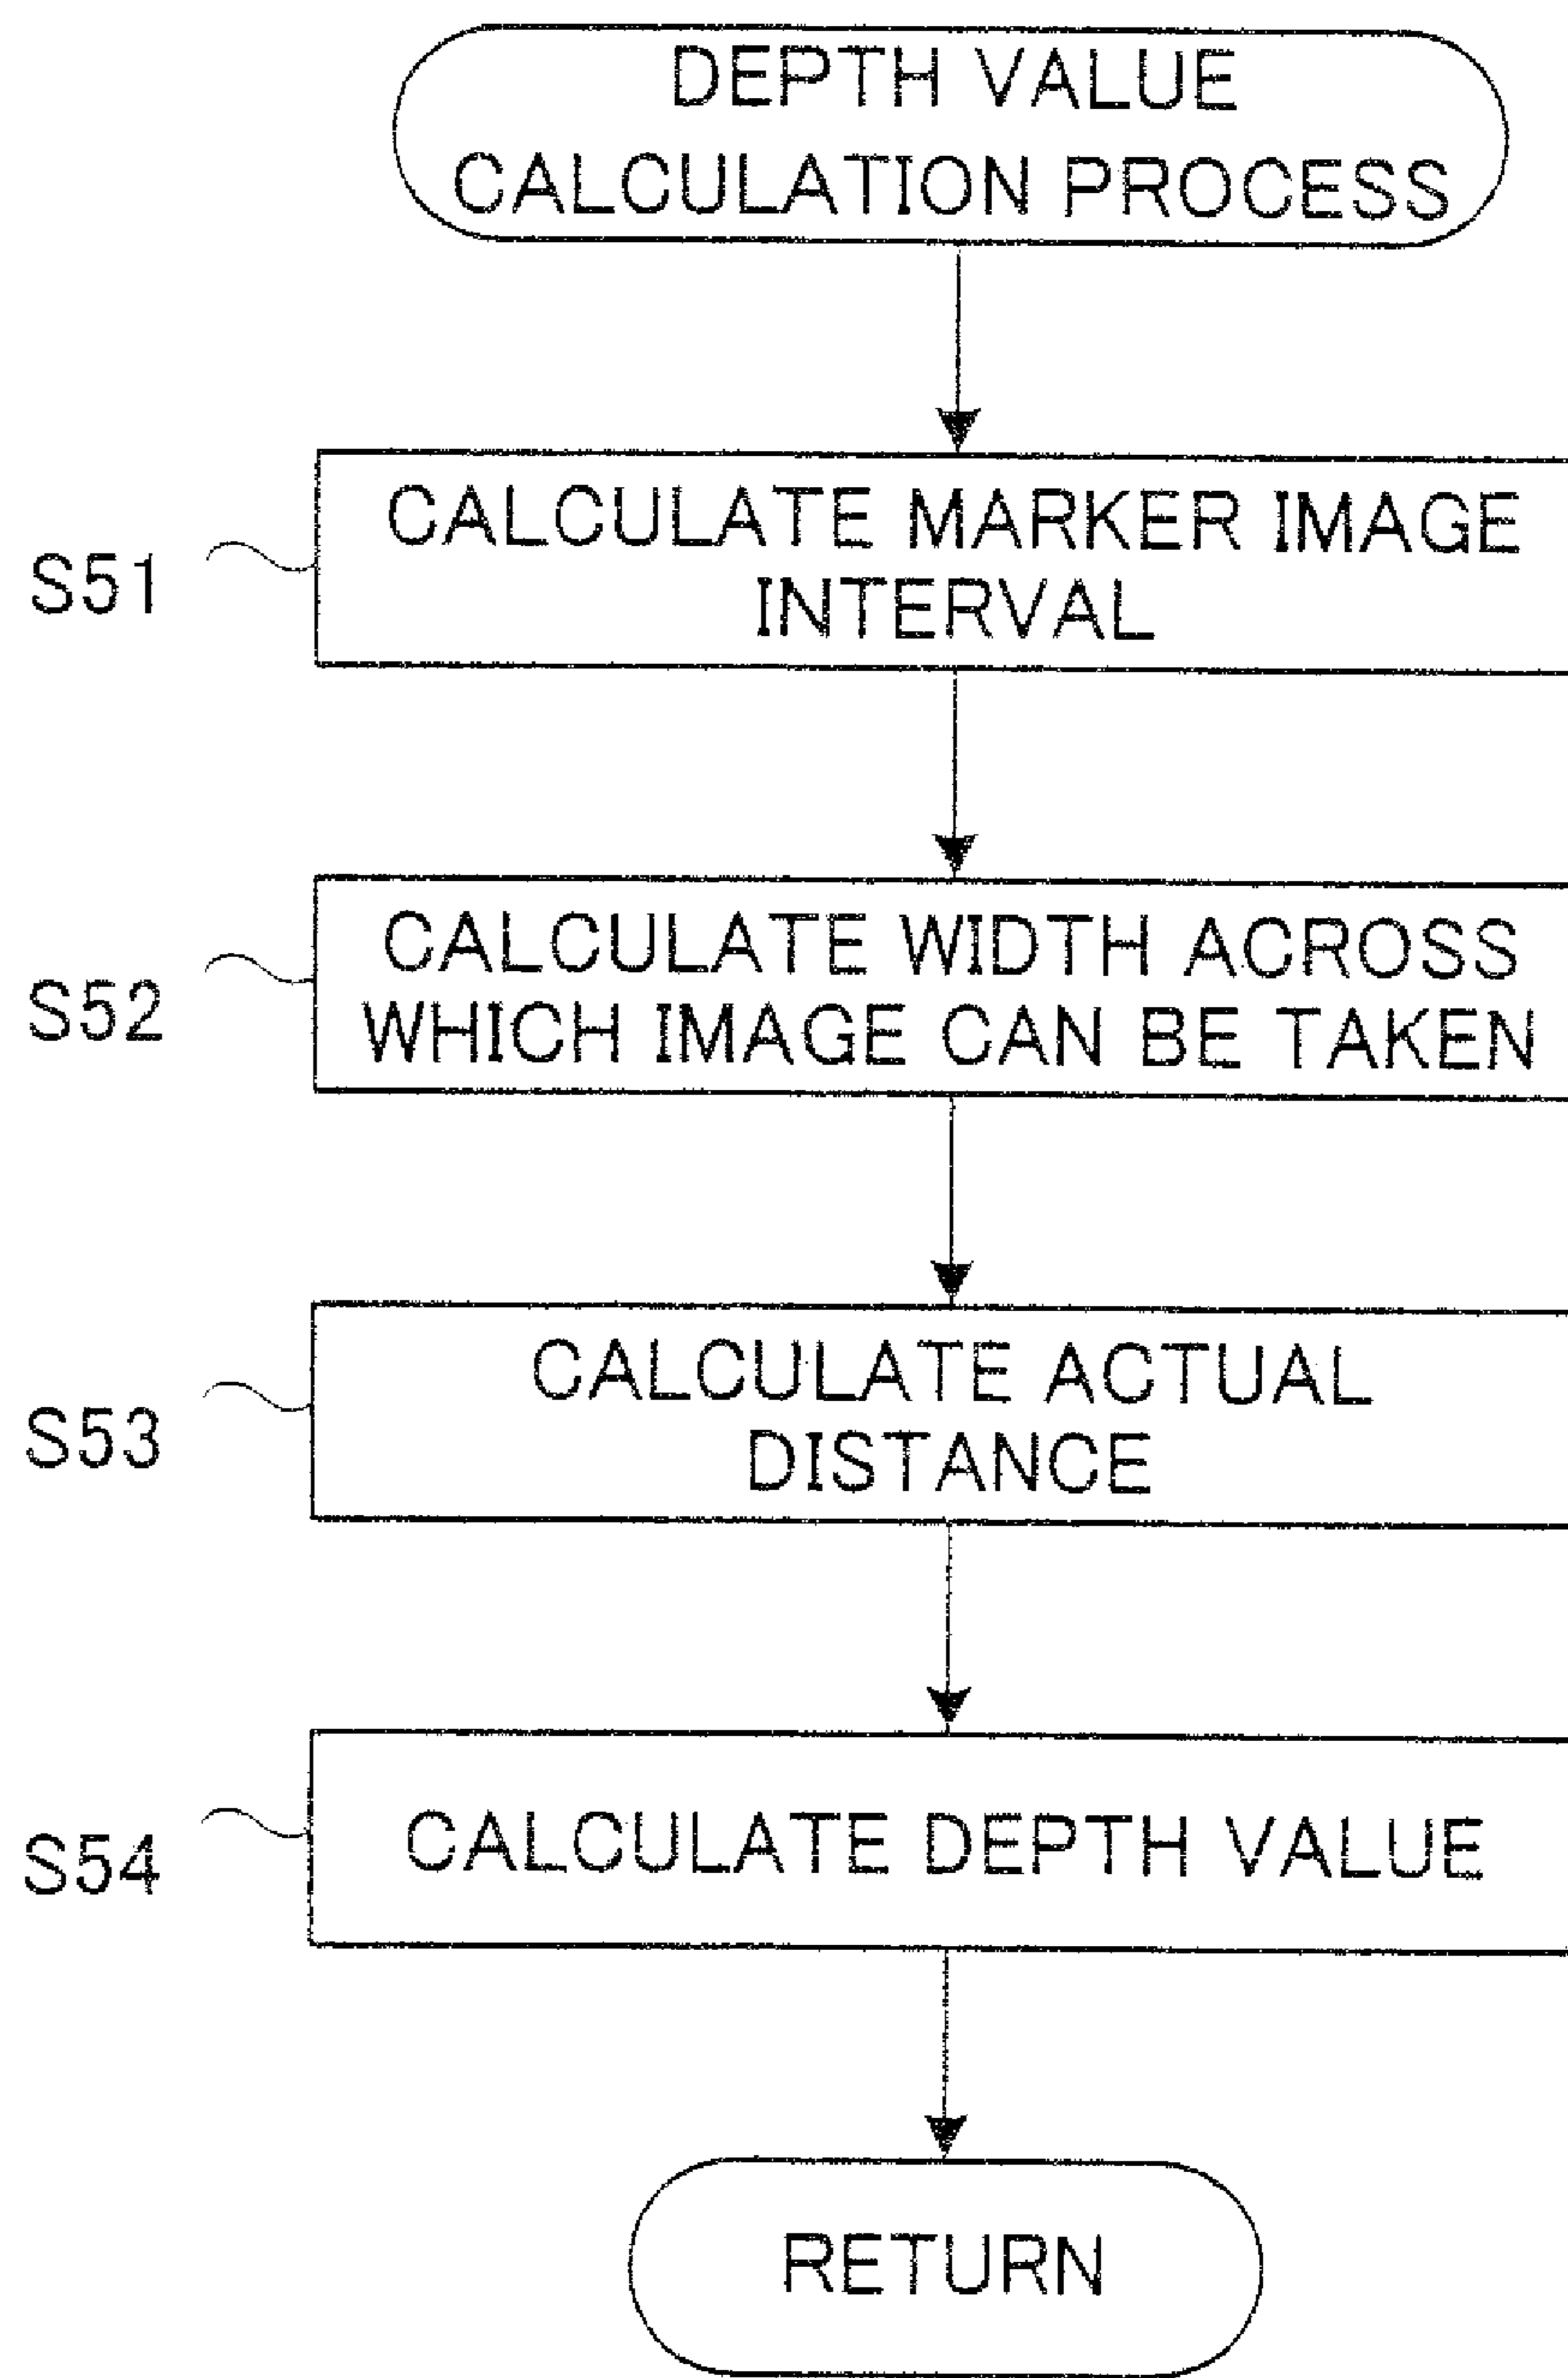 DEPTH VALUE
CALCULATION PROCESS
S51
CALCULATE MARKER IMAGE
INTERVAL
S52
CALCULATE WIDTH ACROSS
WHICH IMAGE CAN BE TAKEN
S53
CALCULATE ACTUAL
DISTANCE
S54
CALCULATE DEPTH VALUE
RETURN